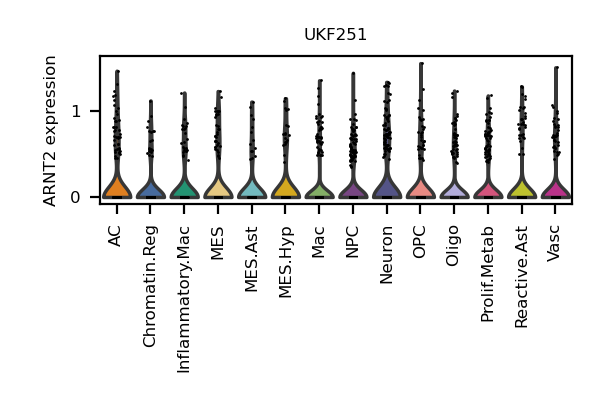 UKF251
ARNT2 expression
1
0
AC
Chromatin.Reg
Inflammatory.Mac
MES
MES.Ast
MES.Hyp
Mac
NPC
Neuron
OPC
Oligo
Prolif.Metab
Reactive.Ast
Vasc